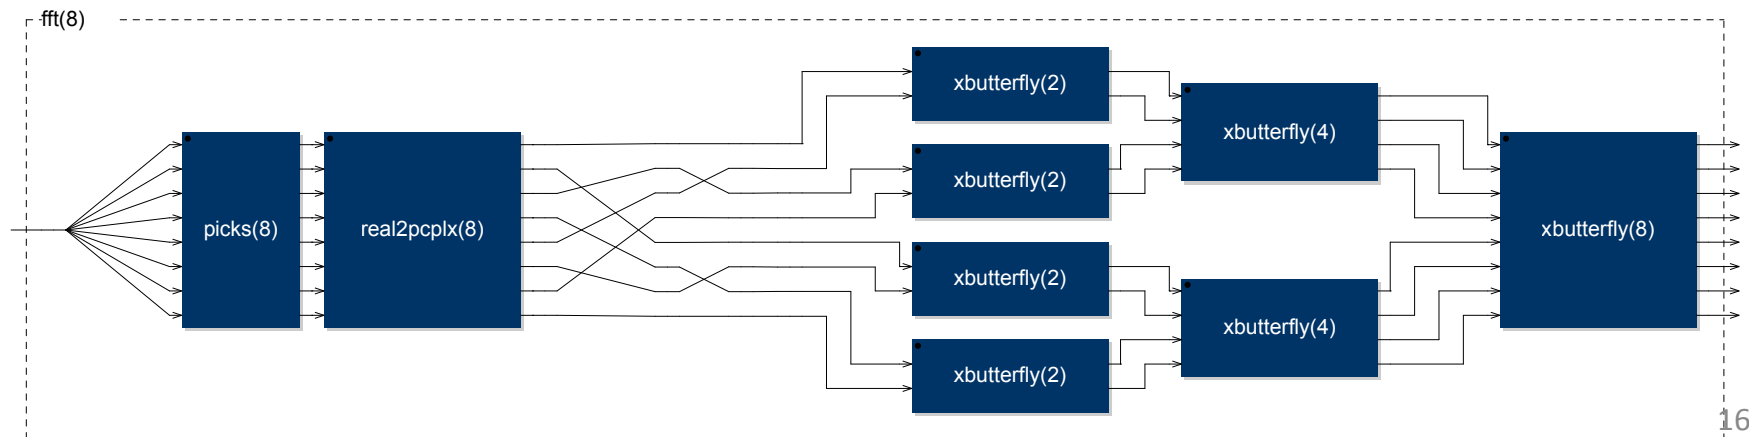 fft(8)
picks(8)
real2pcplx(8)
xbutterfly(2)
xbutterfly(2)
xbutterfly(2)
xbutterfly(2)
xbutterfly(4)
xbutterfly(4)
xbutterfly(8)
16